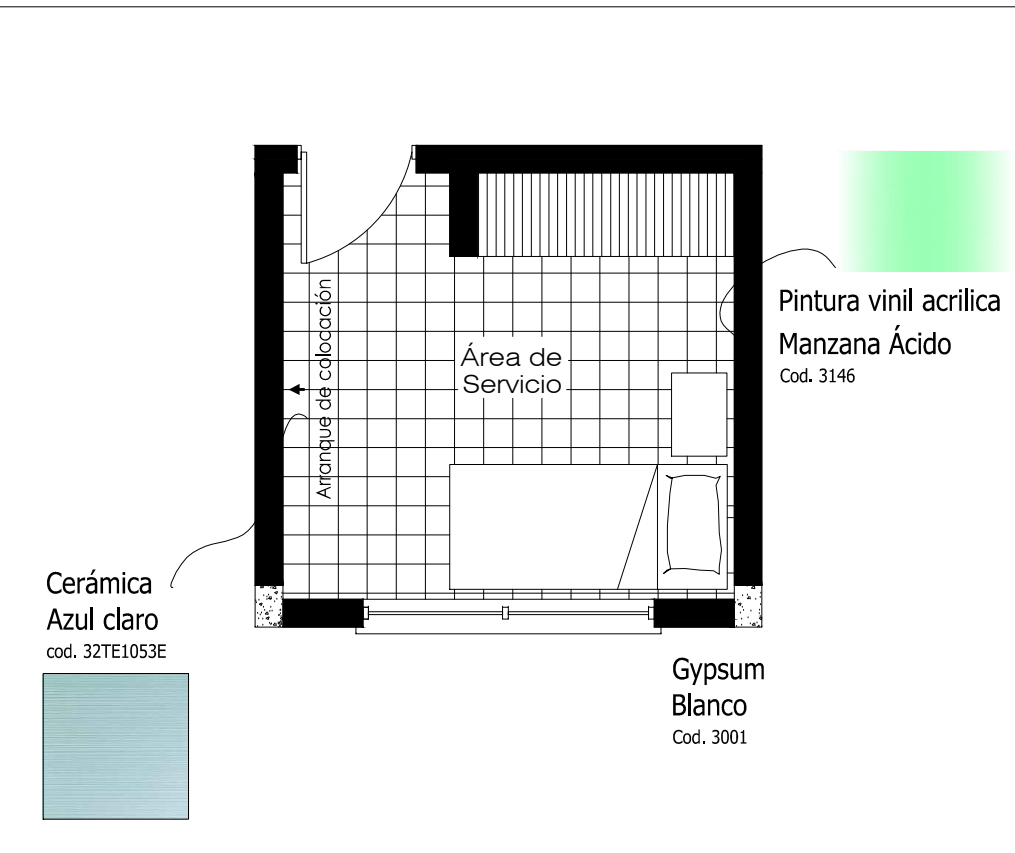 Pintura vinil acrilica
Manzana Ácido
Cod. 3146
Arranque de colocación
Área de
Servicio
Cerámica
Azul claro
cod. 32TE1053E
Gypsum
Blanco
Cod. 3001